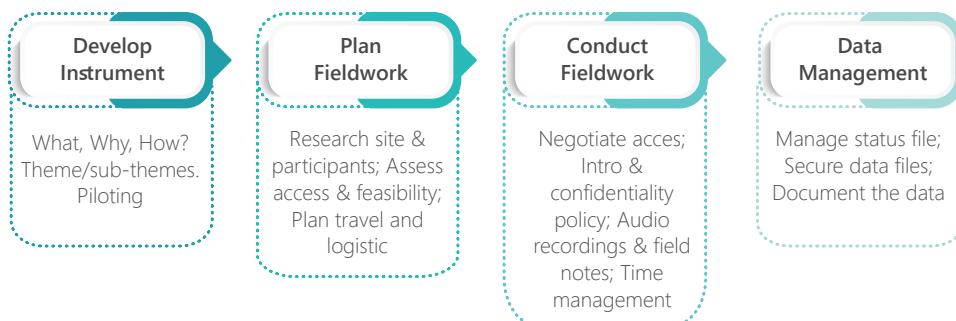 Develop
Instrument
What, Why, How?
Theme/sub-themes.
Piloting
Plan
Fieldwork
Research site &
participants; Assess
access & feasibility;
Plan travel and
logistic
Conduct
Fieldwork
Negotiate acces;
Intro &
confidentiality
policy; Audio
recordings & field
notes; Time
management
Data
Management
Manage status file;
Secure data files;
Document the data